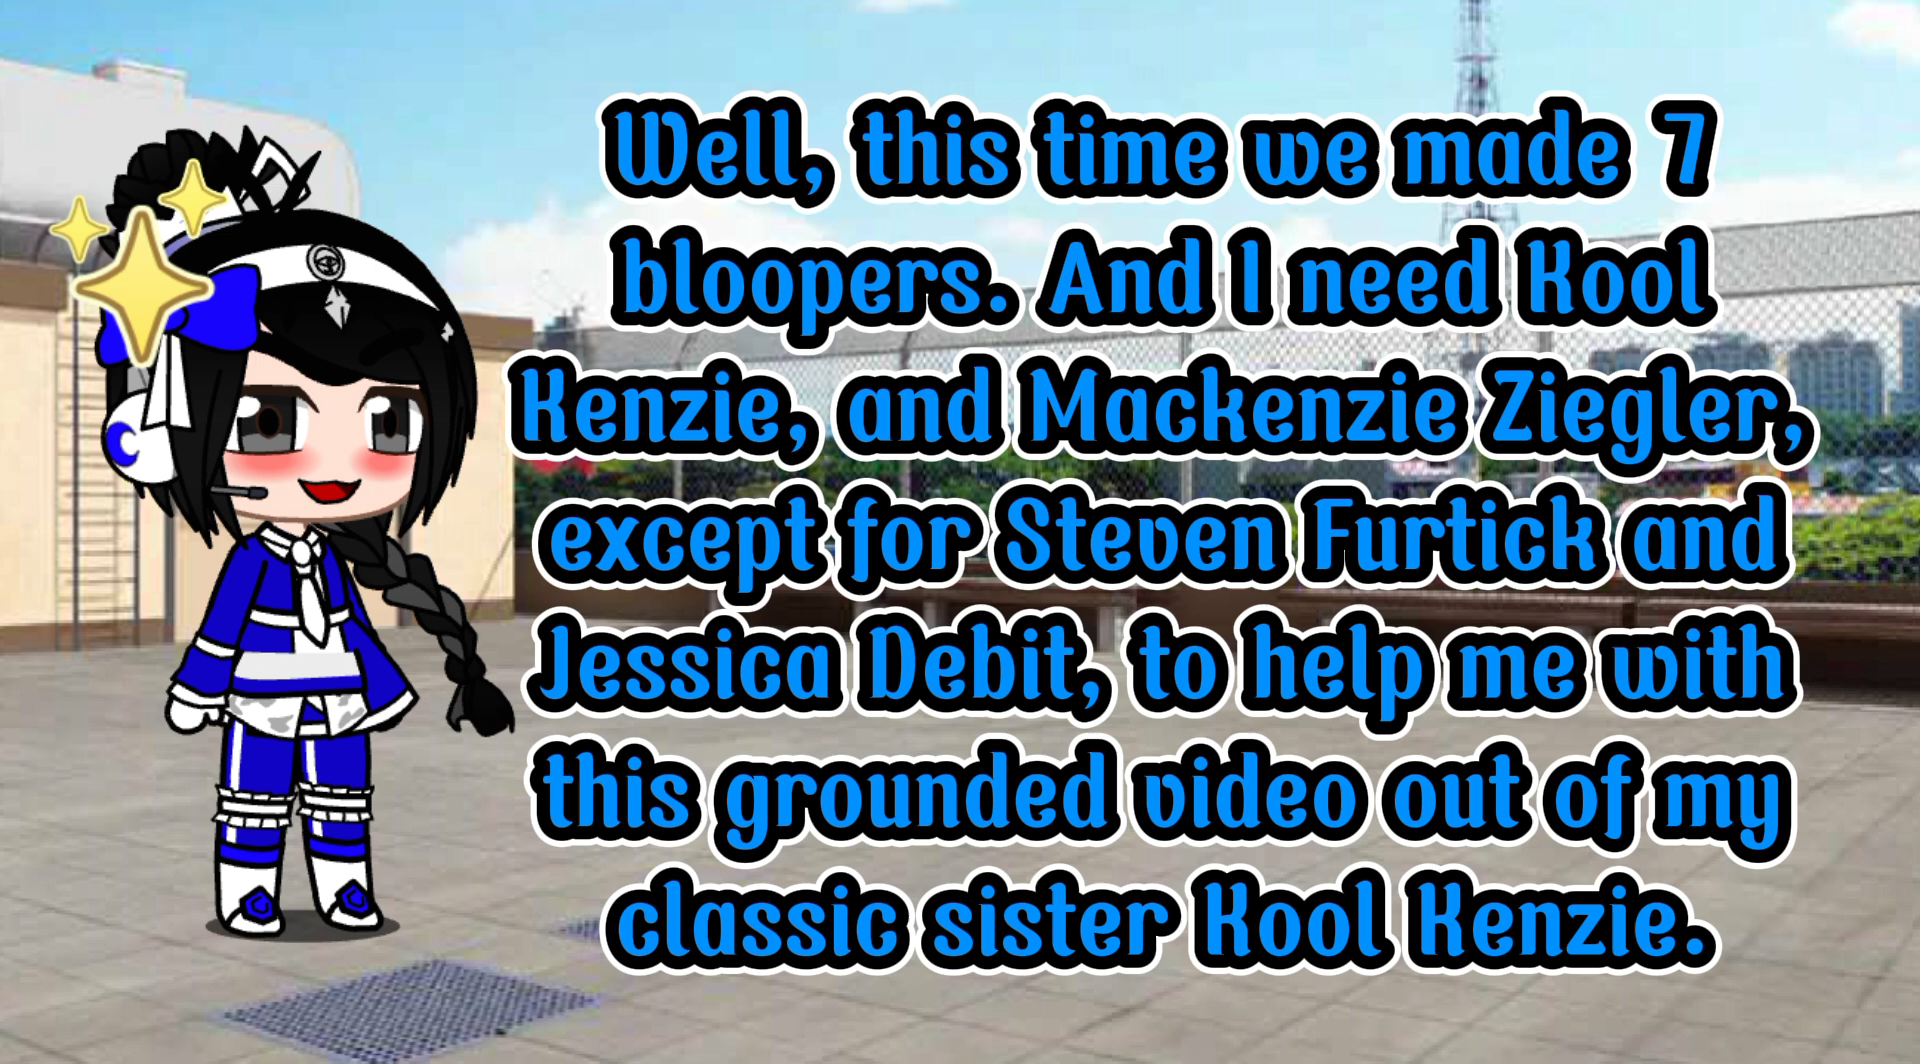 Well, this time we made 7
bloopers. And I need Kool
Kenzie, and Mackenzie Ziegler,
except for Steven Furtick and
Jessica Debit, to help me with
this grounded video out of my
classic sister Kool Kenzie.